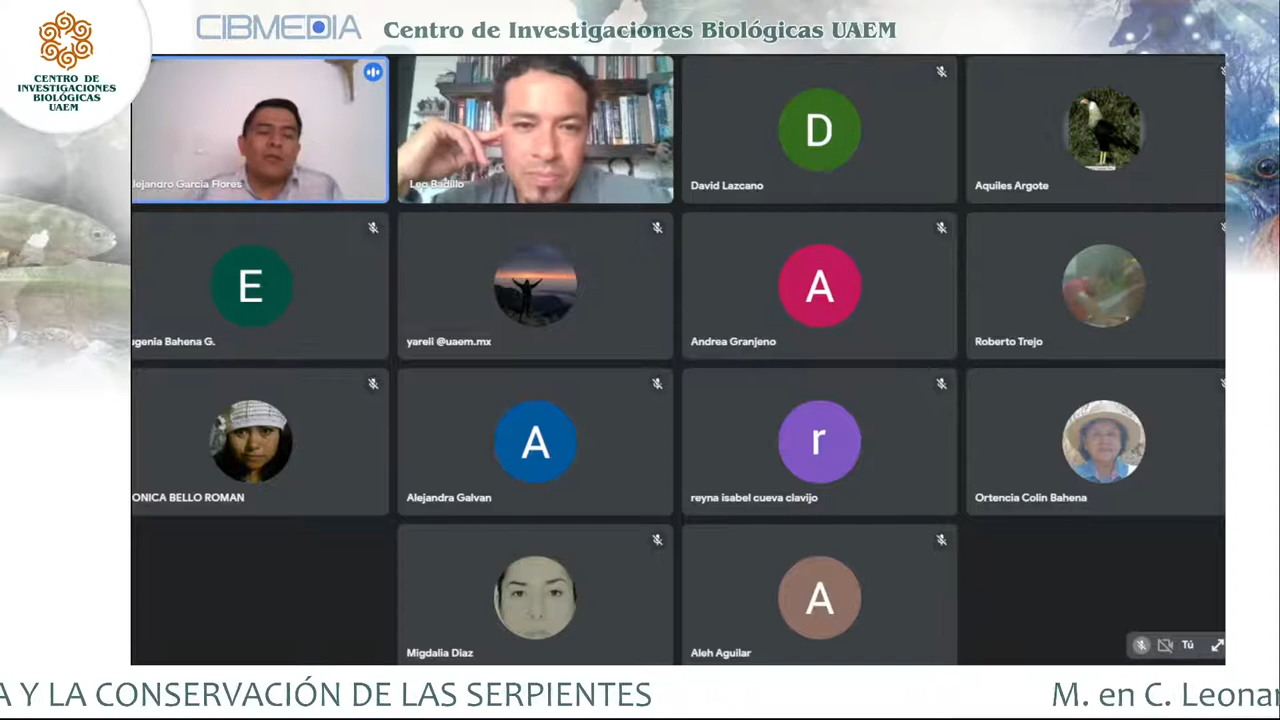 CIBMEDIA Centro de Investigaciones Biológicas UAEM
CENTRO DE
INVESTIGACIONES
BIOLÓGICAS
UAEM
lejandro García Flores
Leo Badillo
D
David Lazcano
Aquiles Argote
E
ugenia Bahena G.
yareli @uaem.mx
A
Andrea Granjeno
Roberto Trejo
ONICA BELLO ROMAN
A
Alejandra Galvan
r
reyna isabel cueva clavijo
Ortencia Colin Bahena
Migdalia Diaz
A
Aleh Aguilar
Tú
A Y LA CONSERVACIÓN DE LAS SERPIENTES
M. en C. Leonar